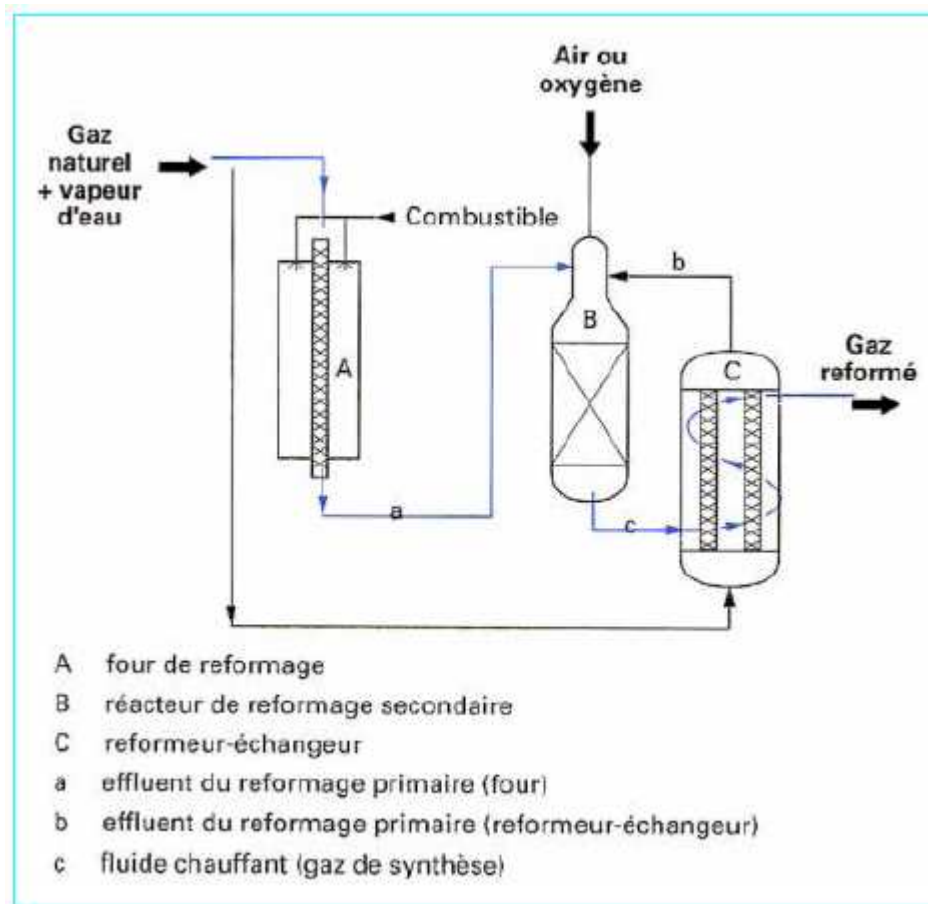 Air ou
oxygène
Gaz
naturel
+ vapeur
d'eau
Combustible
b
B
A
C
Gaz
reformé
a
c
A four de reformage
B réacteur de reformage secondaire
C reformeur-échangeur
a effluent du reformage primaire (four)
b effluent du reformage primaire (reformeur-échangeur)
c fluide chauffant (gaz de synthèse)